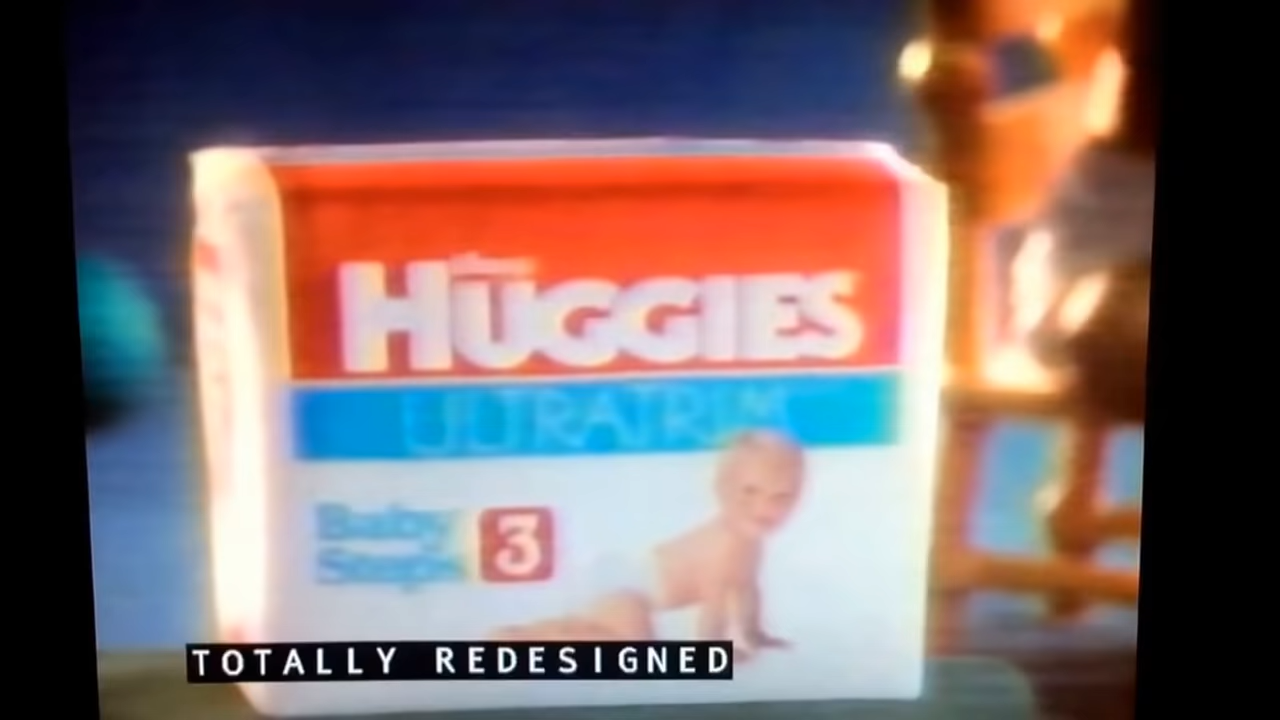 HUGGIES
ULTRATRIM
Baby
Steps
3
TOTALLY REDESIGNED